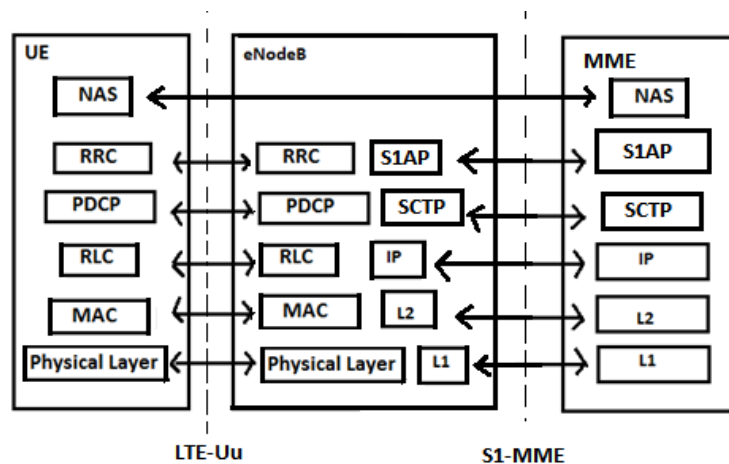 UE
eNodeB
MME
NAS
NAS
RRC
RRC
S1AP
S1AP
PDCP
PDCP
SCTP
SCTP
RLC
RLC
IP
IP
MAC
MAC
L2
L2
Physical Layer
Physical Layer
L1
L1
LTE-Uu
S1-MME